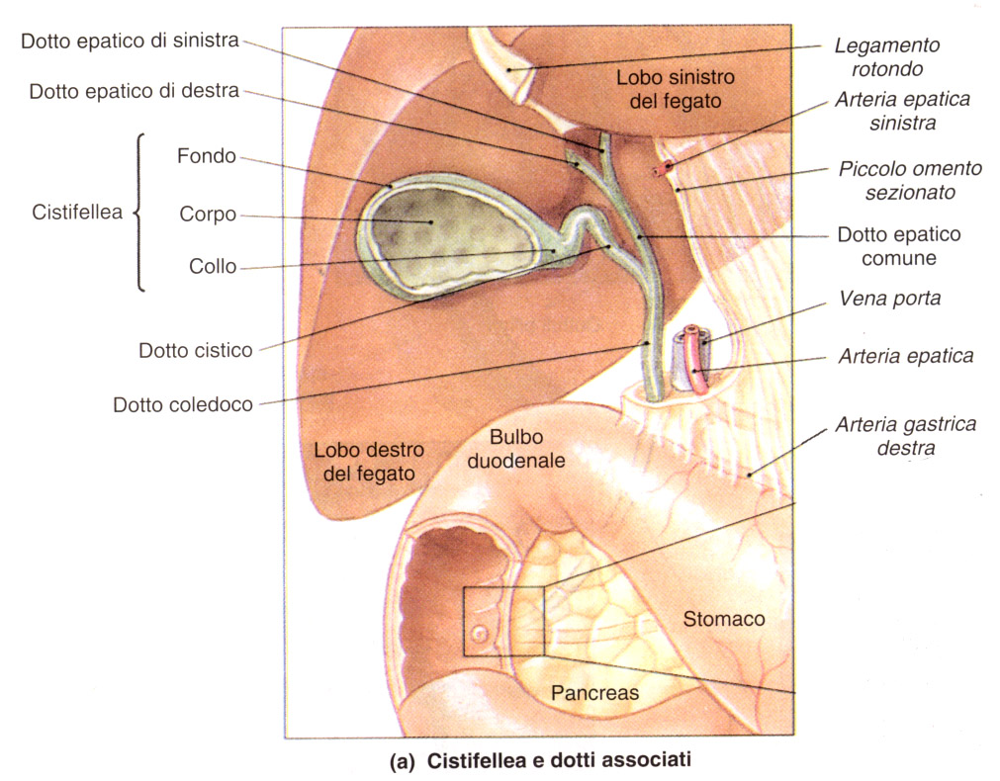 Dotto epatico di sinistra
Dotto epatico di destra
Fondo
Cistifellea
Corpo
Collo
Dotto cistico
Dotto coledoco
Lobo sinistro
del fegato
Legamento
rotondo
Arteria epatica
sinistra
Piccolo omento
sezionato
Dotto epatico
comune
Vena porta
Arteria epatica
Arteria gastrica
destra
Lobo destro
del fegato
Bulbo
duodenale
Stomaco
Pancreas
(a) Cistifellea e dotti associati